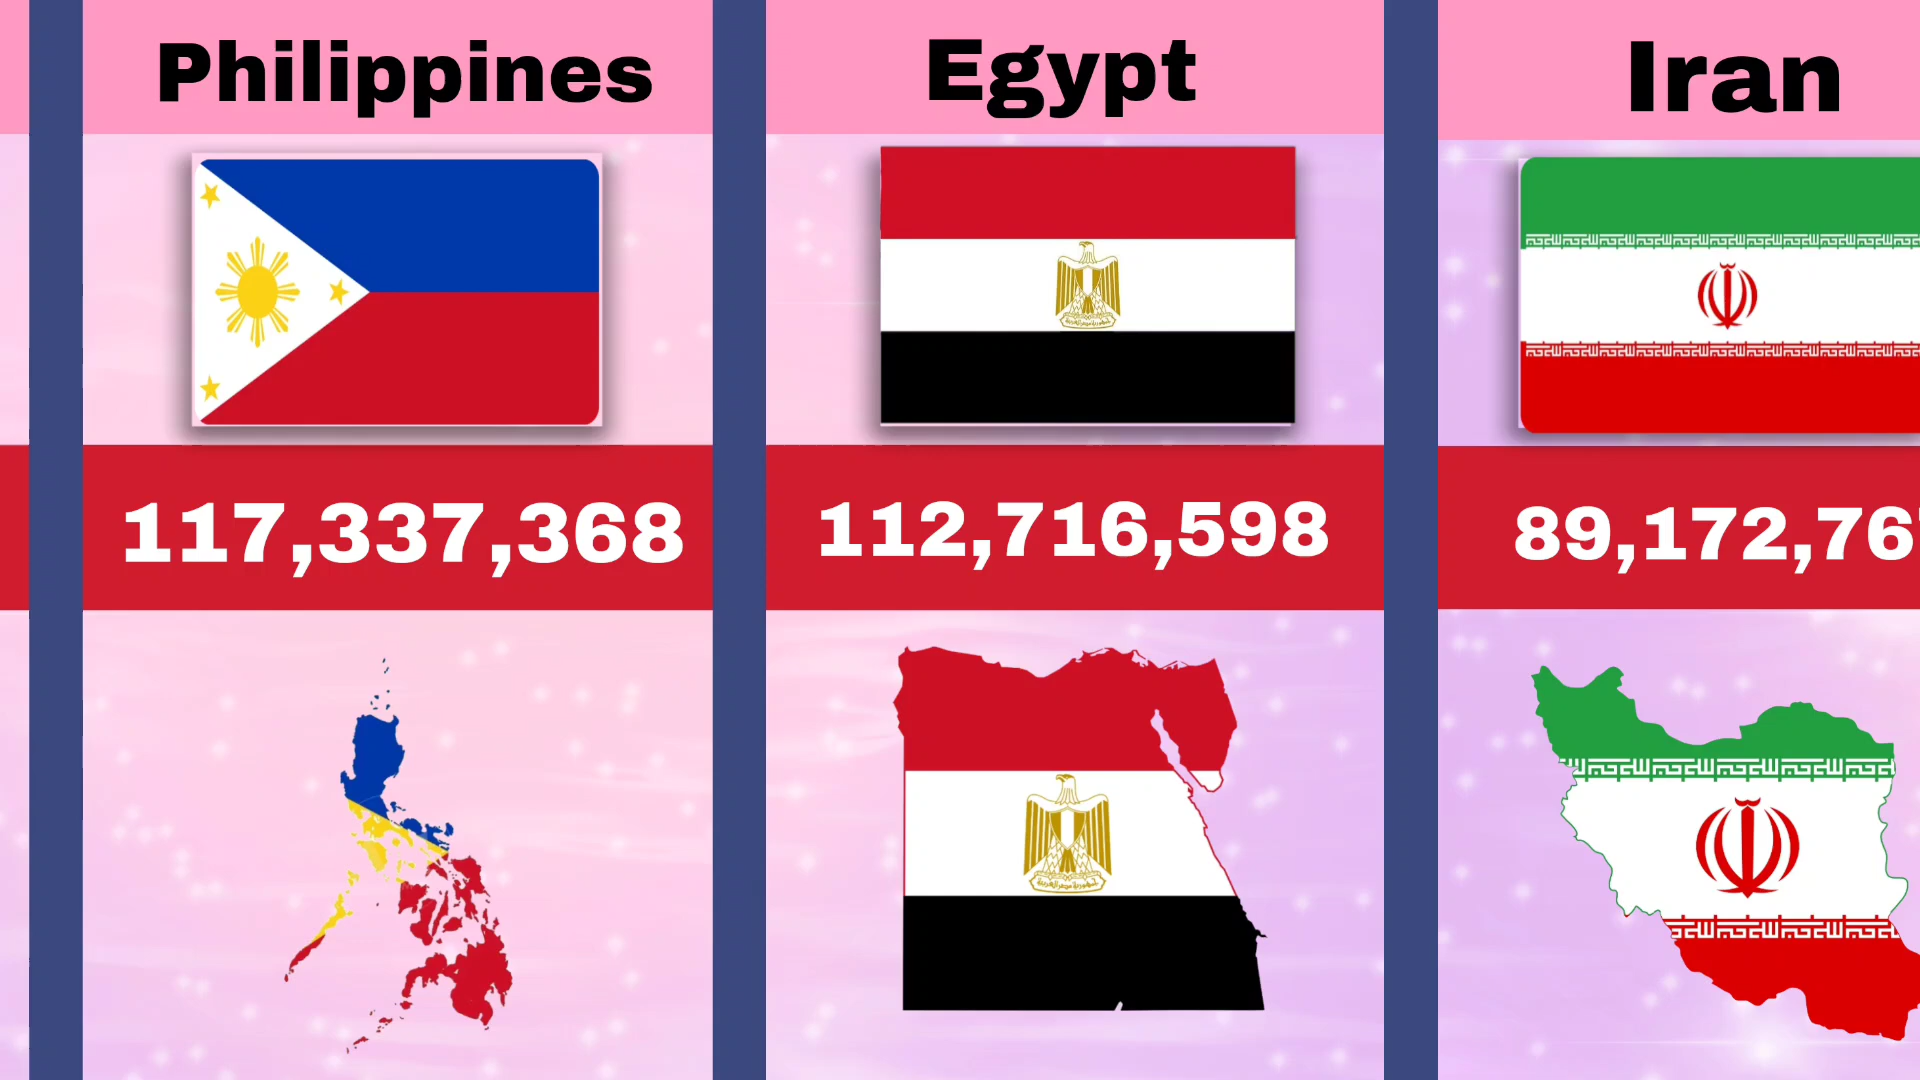 Philippines
Egypt
Iran
117,337,368
112,716,598
89,172,76